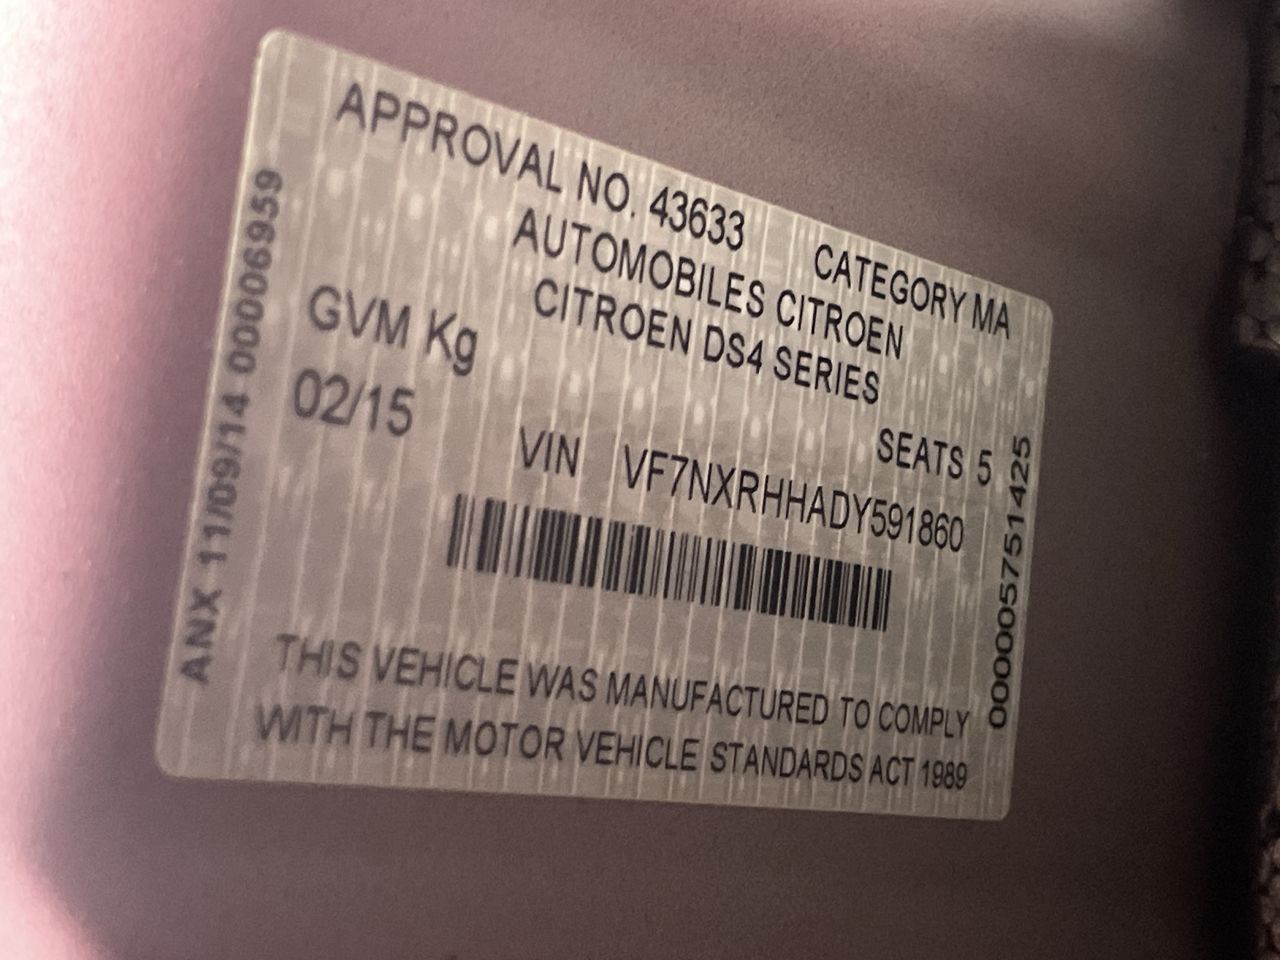 APPROVAL NO. 43633 CATEGORY MA
AUTOMOBILES CITROEN
CITROEN DS4 SERIES
GVM Kg
SEATS 5
02/15
VIN VF7NXRHHADY591860
THIS VEHICLE WAS MANUFACTURED TO COMPLY
WITH THE MOTOR VEHICLE STANDARDS ACT 1989
ANX 11/09/14 00006959
0000005751425